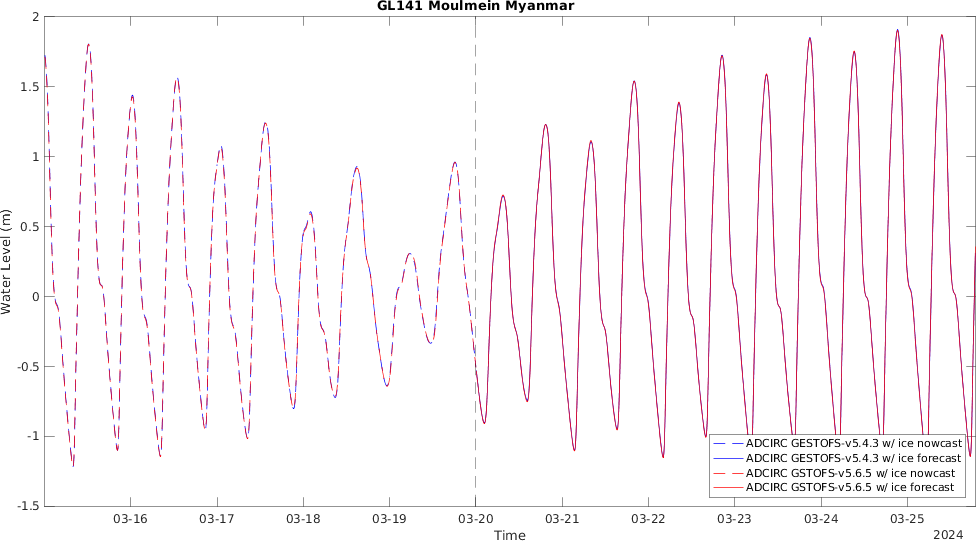 GL141 Moulmein Myanmar
2
1.5
1
0.5
0
-0.5
-1
-1.5
Water Level (m)
ADCIRC GESTOFS-v5.4.3 w/ ice nowcast
ADCIRC GESTOFS-v5.4.3 w/ ice forecast
ADCIRC GSTOFS-v5.6.5 w/ ice nowcast
ADCIRC GSTOFS-v5.6.5 w/ ice forecast
03-16 03-17 03-18 03-19 03-20 03-21 03-22 03-23 03-24 03-25
Time
2024